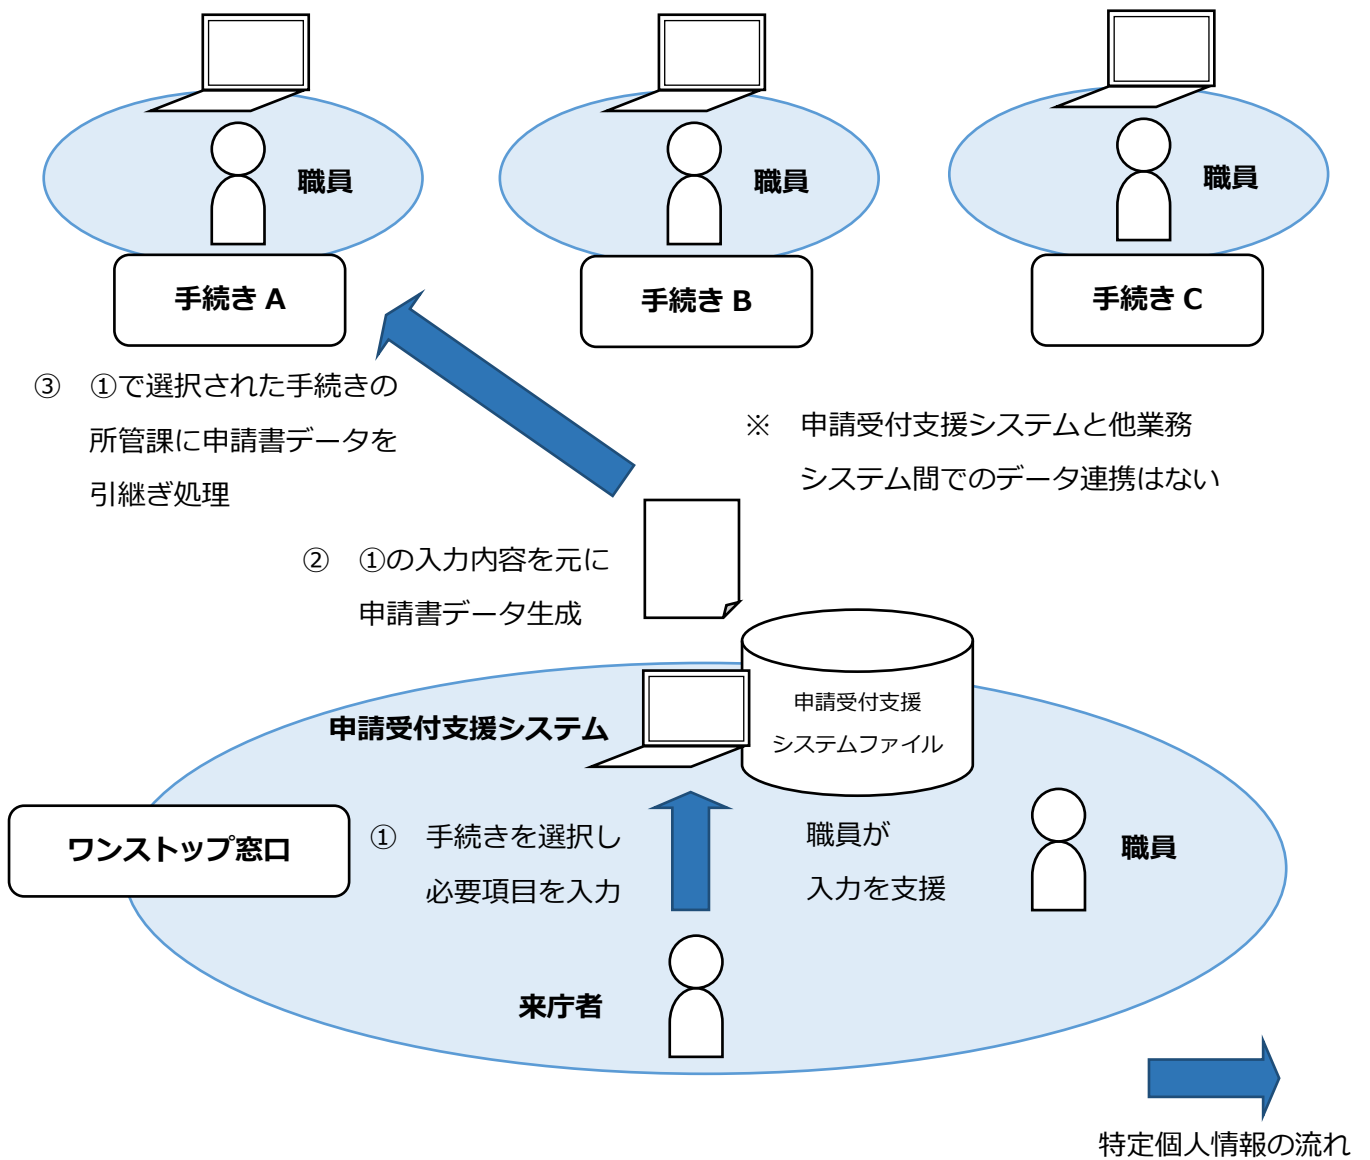 職員
職員
職員
手続き A
手続き B
手続き C
③ ①で選択された手続きの
所管課に申請書データを
引継ぎ処理
※ 申請受付支援システムと他業務
システム間でのデータ連携はない
② ①の入力内容を元に
申請書データ生成
申請受付支援
システムファイル
申請受付支援システム
ワンストップ窓口
① 手続きを選択し
必要項目を入力
職員が
入力を支援
職員
来庁者
特定個人情報の流れ